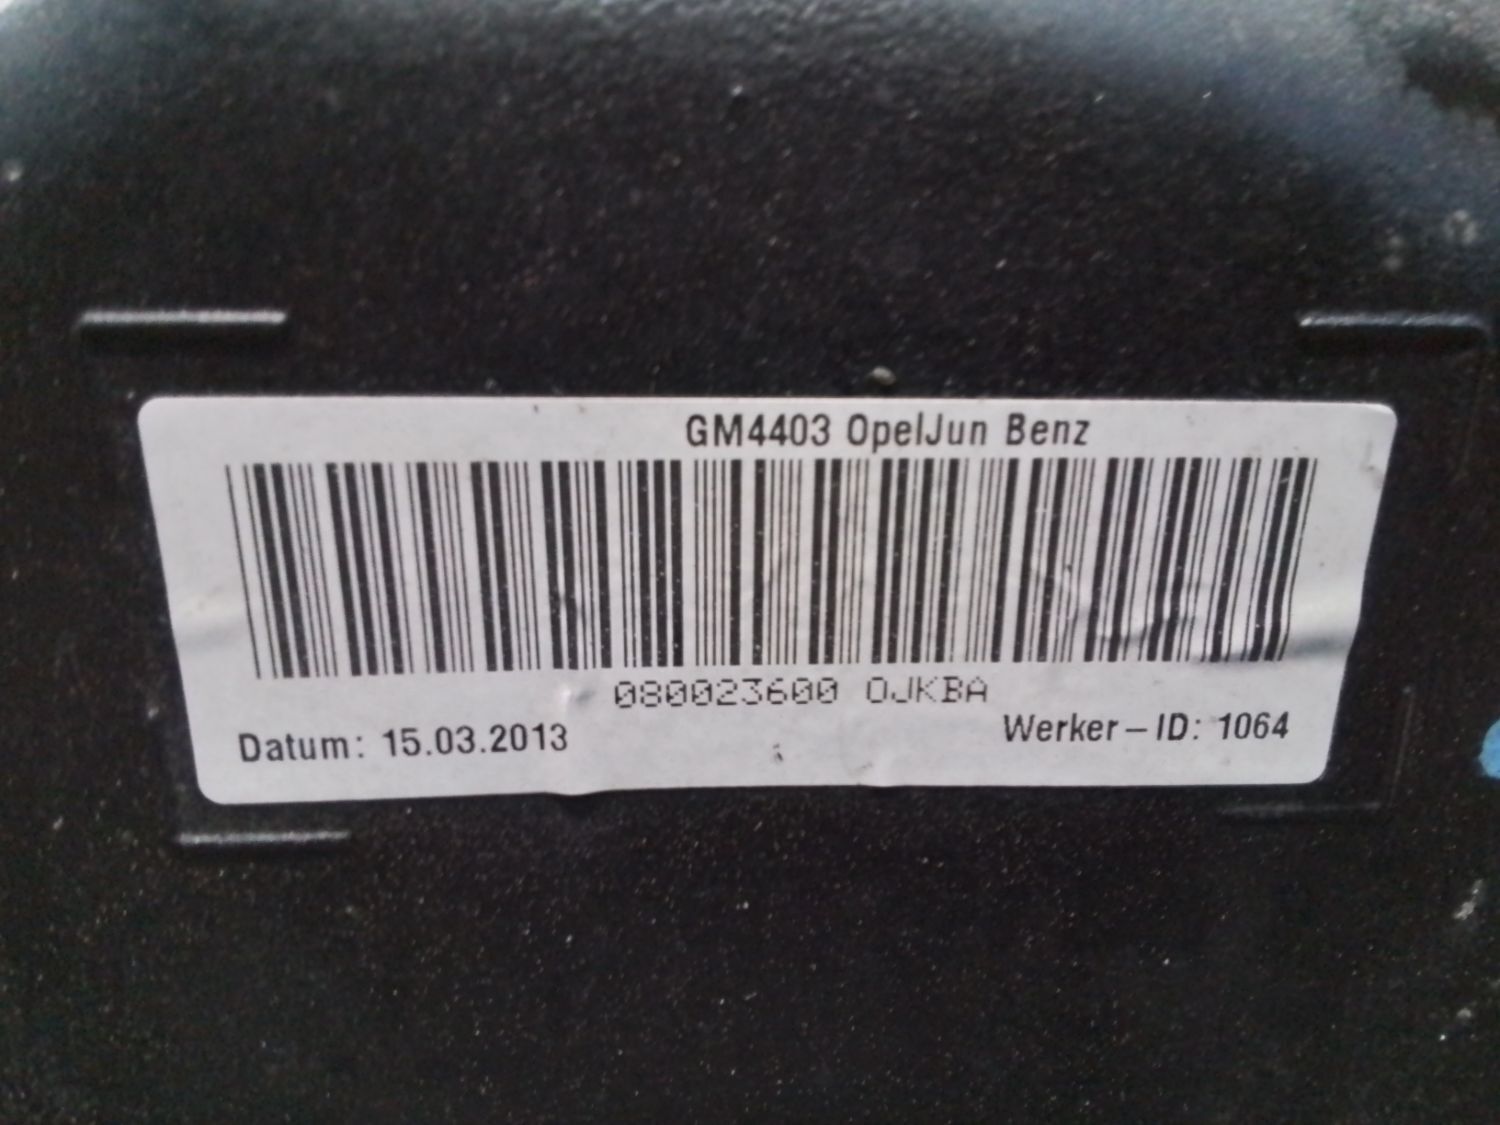 GM4403 OpelJun Benz
080023600 OJKBA
Datum: 15.03.2013
Werker-ID: 1064